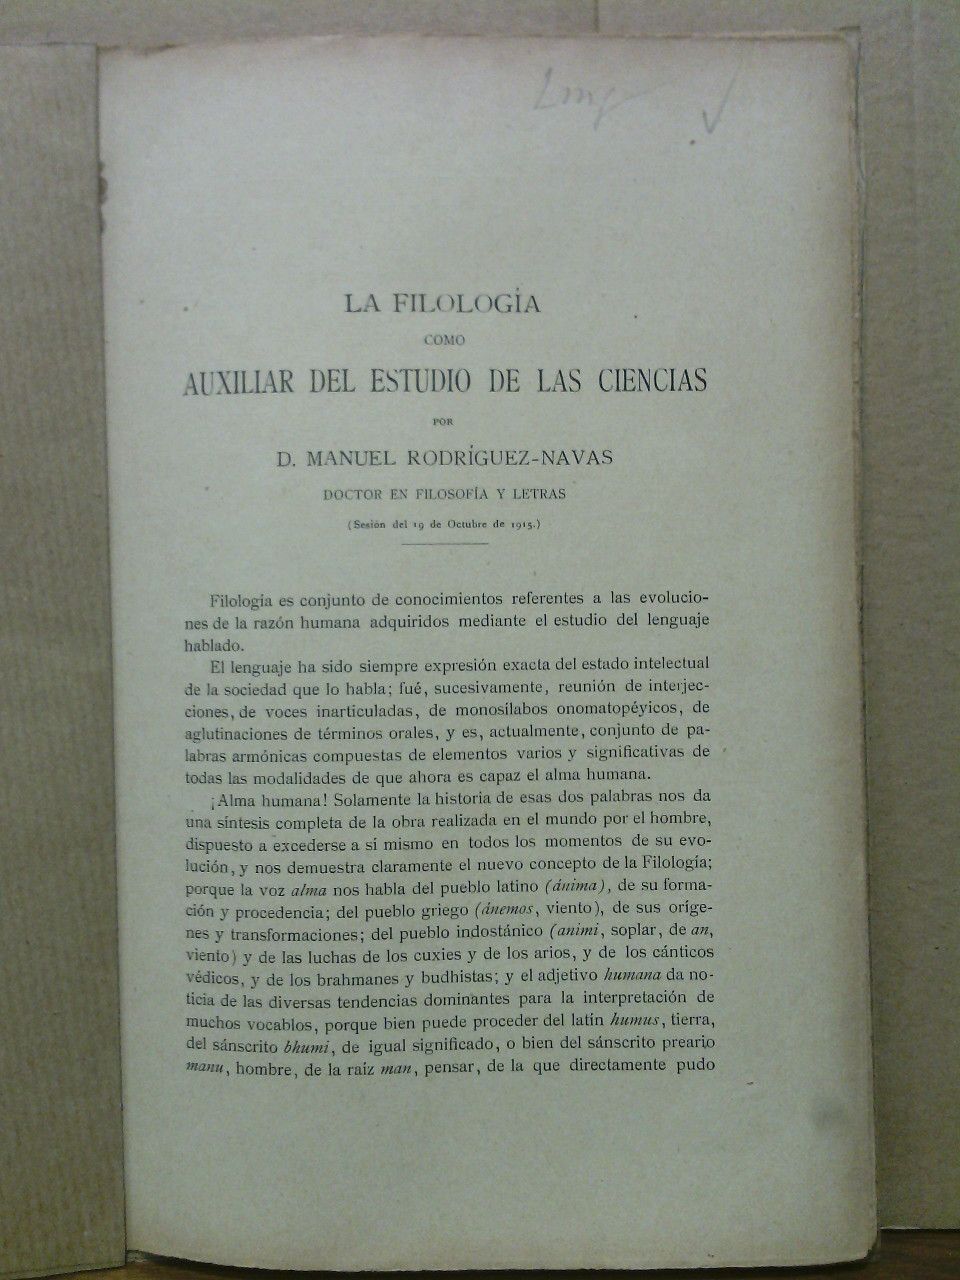 Ling
LA FILOLOGÍA
COMO
AUXILIAR DEL ESTUDIO DE LAS CIENCIAS
POR
D. MANUEL RODRÍGUEZ-NAVAS
DOCTOR EN FILOSOFÍA Y LETRAS
(Sesión del 19 de Octubre de 1915.)
Filología es conjunto de conocimientos referentes a las evolucio-
nes de la razón humana adquiridos mediante el estudio del lenguaje
hablado.
El lenguaje ha sido siempre expresión exacta del estado intelectual
de la sociedad que lo habla; fué, sucesivamente, reunión de interjec-
ciones, de voces inarticuladas, de monosílabos onomatopéyicos, de
aglutinaciones de términos orales, y es, actualmente, conjunto de pa-
labras armónicas compuestas de elementos varios y significativas de
todas las modalidades de que ahora es capaz el alma humana.
¡Alma humana! Solamente la historia de esas dos palabras nos da
una síntesis completa de la obra realizada en el mundo por el hombre,
dispuesto a excederse a sí mismo en todos los momentos de su evo-
lución, y nos demuestra claramente el nuevo concepto de la Filología;
porque la voz alma nos habla del pueblo latino (ánima), de su forma-
ción y procedencia; del pueblo griego (ánemos, viento), de sus oríge-
nes y transformaciones; del pueblo indostánico (animi, soplar, de an,
viento) y de las luchas de los cuxies y de los arios, y de los cánticos
védicos, y de los brahmanes y budhistas; y el adjetivo humana da no-
ticia de las diversas tendencias dominantes para la interpretación de
muchos vocablos, porque bien puede proceder del latín humus, tierra,
del sánscrito bhumi, de igual significado, o bien del sánscrito preario
manu, hombre, de la raíz man, pensar, de la que directamente pudo